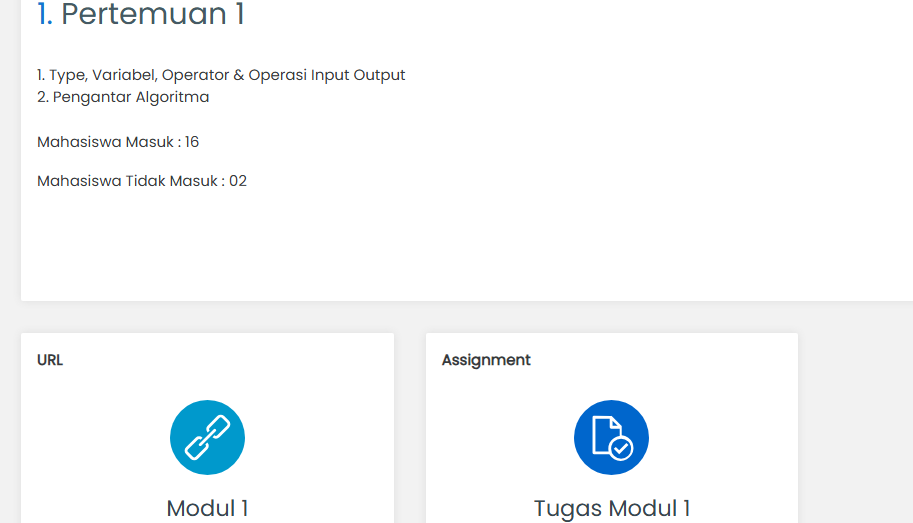 1. Pertemuan 1
1. Type, Variabel, Operator & Operasi Input Output
2. Pengantar Algoritma
Mahasiswa Masuk : 16
Mahasiswa Tidak Masuk : 02
URL
Modul 1
Assignment
Tugas Modul 1